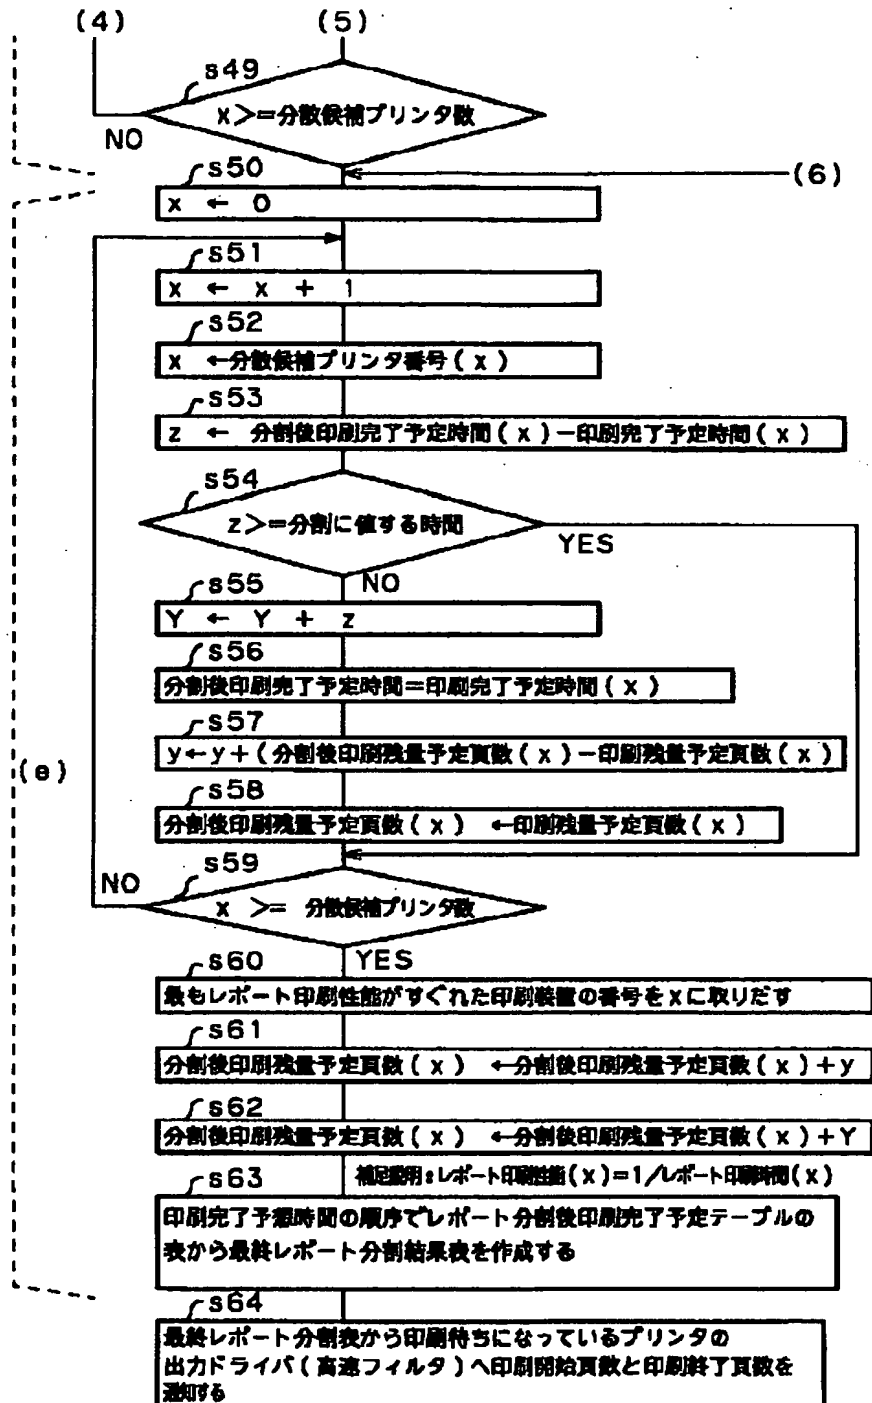 (4)
(5)
s49
x>=分散候補プリンタ数
NO
(6)
s50
x ← 0
s51
x ← x + 1
s52
x ←分散候補プリンタ番号(x)
s53
z ← 分割後印刷完了予定時間(x)-印刷完了予定時間(x)
s54
z>=分割に値する時間
YES
NO
s55
Y ← Y + z
s56
分割後印刷完了予定時間=印刷完了予定時間(x)
s57
y←y+(分割後印刷残量予定頁数(x)-印刷残量予定頁数(x)
(e)
s58
分割後印刷残量予定頁数(x) ←印刷残量予定頁数(x)
s59
NO
x >= 分散候補プリンタ数
YES
s60
最もレポート印刷性能がすぐれた印刷装置の番号をxに取りだす
s61
分割後印刷残量予定頁数(x) ←分割後印刷残量予定頁数(x)+y
s62
分割後印刷残量予定頁数(x) ←分割後印刷残量予定頁数(x)+Y
s63
補足説明:レポート印刷性能(x)=1/レポート印刷時間(x)
印刷完了予想時間の順序でレポート分割後印刷完了予定テーブルの
表から最終レポート分割結果表を作成する
s64
最終レポート分割表から印刷待ちになっているプリンタの
出力ドライバ(高速フィルタ)へ印刷開始頁数と印刷終了頁数を
通知する